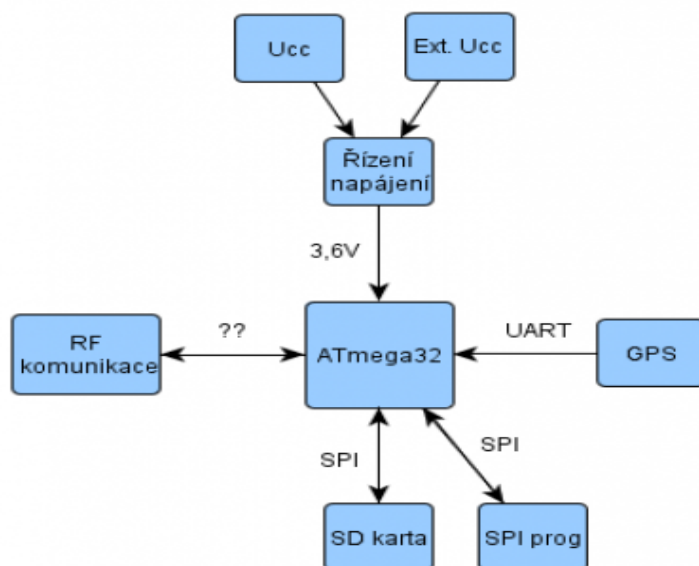 Ucc
Ext. Ucc
Řízení
napájení
3,6V
RF
komunikace
??
ATmega32
UART
GPS
SPI
SPI
SD karta
SPI prog